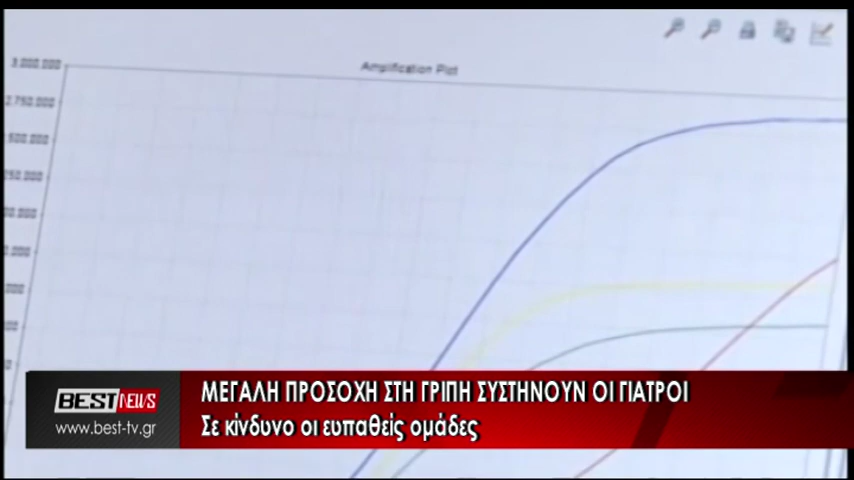 Amplification Plot
3.000.000
2.750.000
ΜΕΓΑΛΗ ΠΡΟΣΟΧΗ ΣΤΗ ΓΡΙΠΗ ΣΥΣΤΗΝΟΥΝ ΟΙ ΓΙΑΤΡΟΙ
BEST NEWS
www.best-tv.gr
Σε κίνδυνο οι ευπαθείς ομάδες